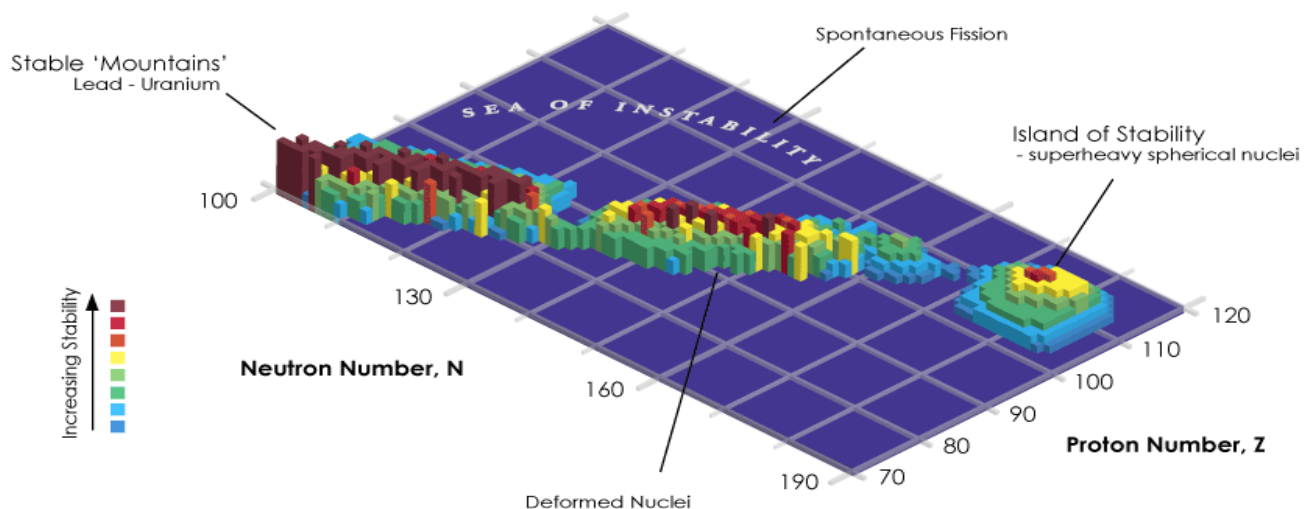 Spontaneous Fission
Stable ‘Mountains’
Lead - Uranium
SEA OF INSTABILITY
Island of Stability
- superheavy spherical nuclei
100
130
160
190
Neutron Number, N
120
110
100
90
80
70
Proton Number, Z
Increasing Stability
Deformed Nuclei